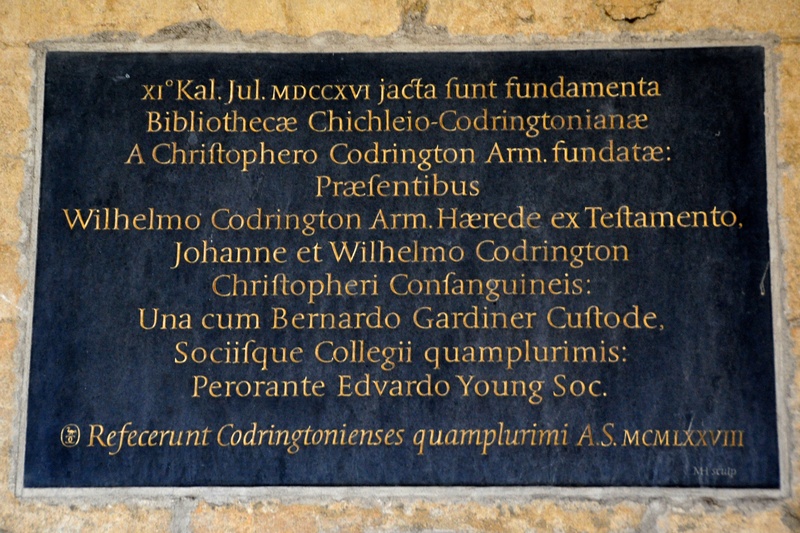 XI° Kal. Jul. MDCCXVI jacta ſunt fundamenta
Bibliothecæ Chichleio-Codringtonianæ
A Chriſtophero Codrington Arm. fundatæ:
Præſentibus
Wilhelmo Codrington Arm. Hærede ex Teſtamento,
Johanne et Wilhelmo Codrington
Chriſtopheri Conſanguineis:
Una cum Bernardo Gardiner Cuſtode,
Sociiſque Collegii quamplurimis:
Perorante Edvardo Young Soc.
Refecerunt Codringtonienses quamplurimi A.S. MCMLXXVIII
sculp